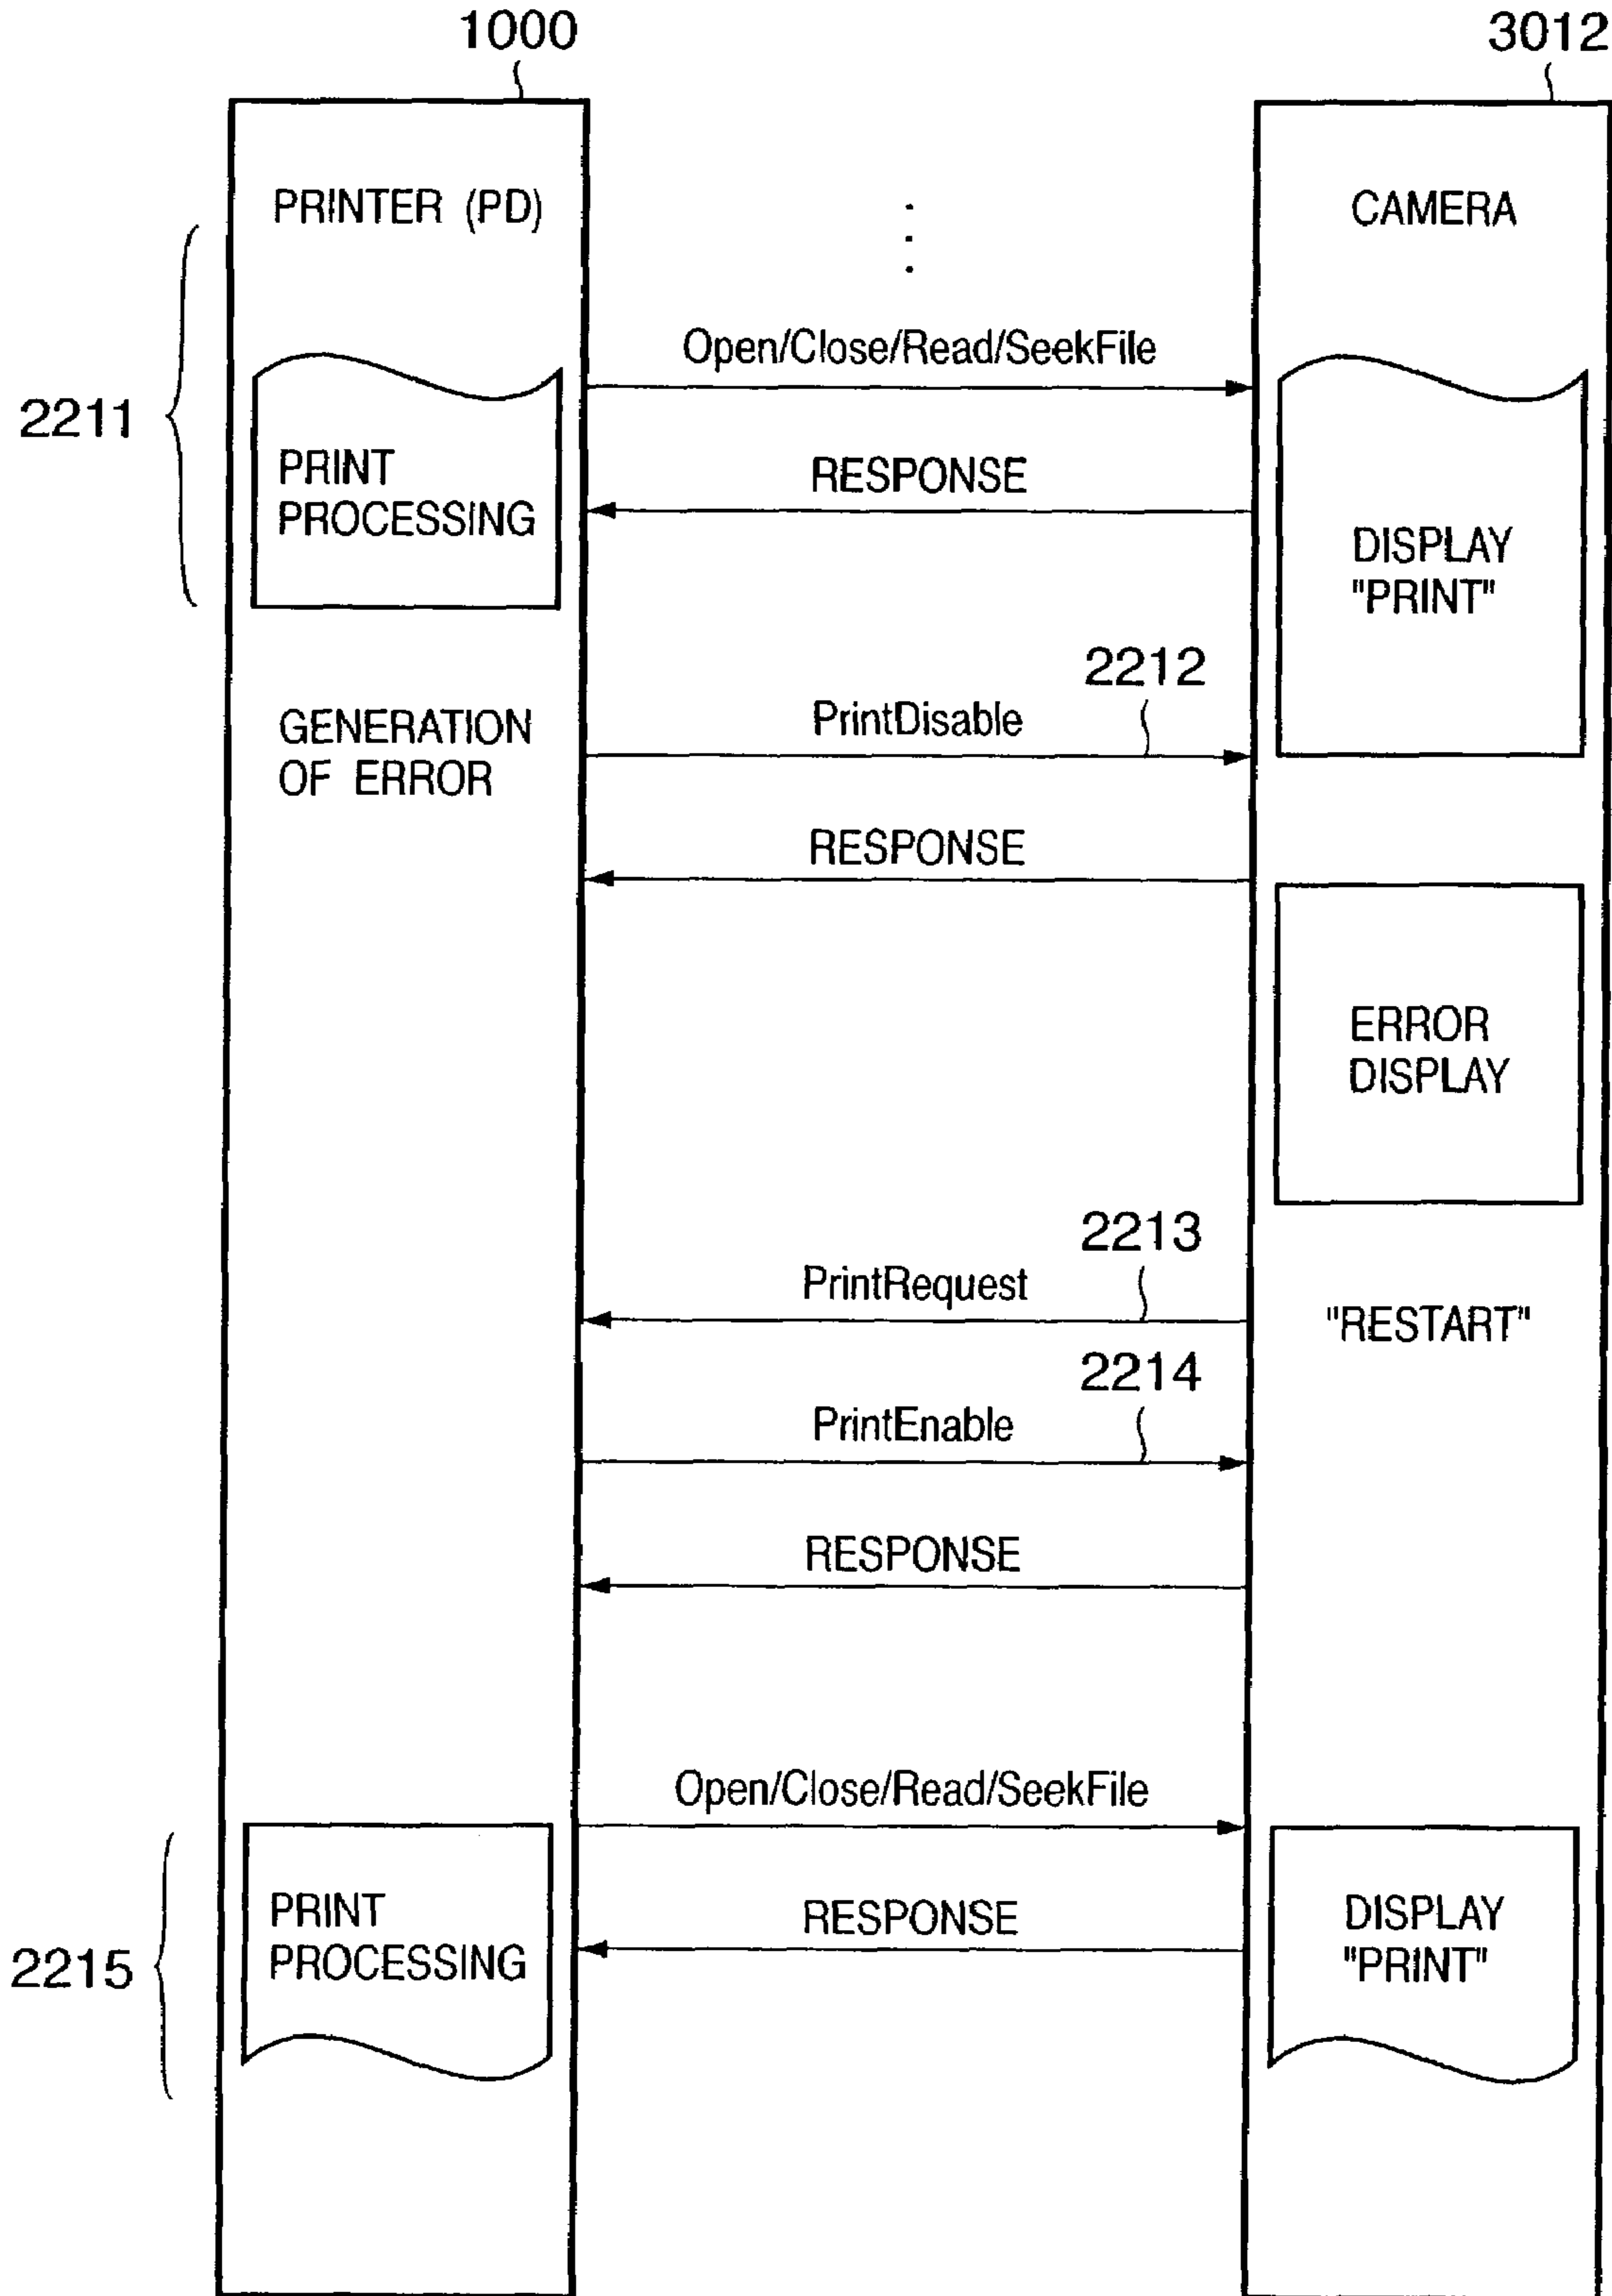 1000
3012
PRINTER (PD)
CAMERA
Open/Close/Read/SeekFile
2211
PRINT
PROCESSING
RESPONSE
DISPLAY
"PRINT"
2212
GENERATION
OF ERROR
PrintDisable
RESPONSE
ERROR
DISPLAY
2213
PrintRequest
"RESTART"
2214
PrintEnable
RESPONSE
Open/Close/Read/SeekFile
2215
PRINT
PROCESSING
RESPONSE
DISPLAY
"PRINT"